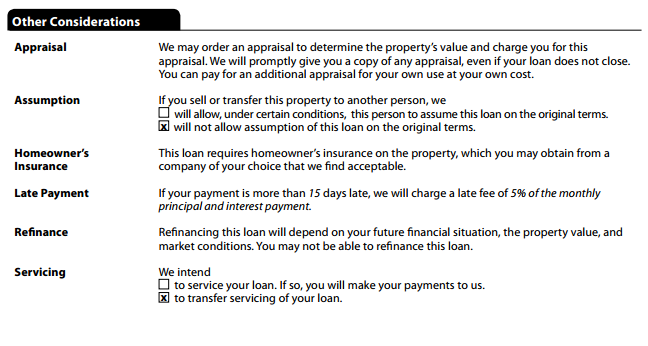 Other Considerations
Appraisal We may order an appraisal to determine the property's value and charge you for this
appraisal. We will promptly give you a copy of any appraisal, even if your loan does not close.
You can pay for an additional appraisal for your own use at your own cost.
Assumption If you sell or transfer this property to another person, we
☐ will allow, under certain conditions, this person to assume this loan on the original terms.
☒ will not allow assumption of this loan on the original terms.
Homeowner's This loan requires homeowner's insurance on the property, which you may obtain from a
Insurance company of your choice that we find acceptable.
Late Payment If your payment is more than 15 days late, we will charge a late fee of 5% of the monthly
principal and interest payment.
Refinance Refinancing this loan will depend on your future financial situation, the property value, and
market conditions. You may not be able to refinance this loan.
Servicing We intend
☐ to service your loan. If so, you will make your payments to us.
☒ to transfer servicing of your loan.